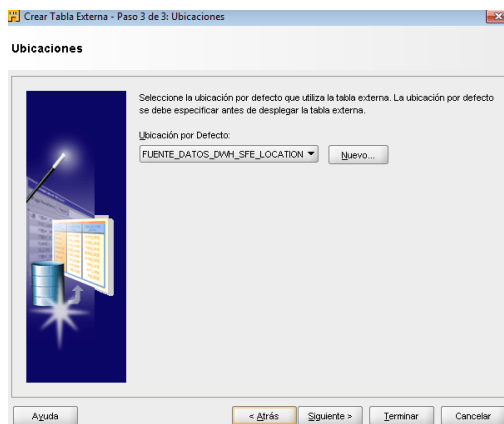 Crear Tabla Externa - Paso 3 de 3: Ubicaciones
Ubicaciones
Seleccione la ubicación por defecto que utiliza la tabla externa. La ubicación por defecto
se debe especificar antes de desplegar la tabla externa.
Ubicación por Defecto:
FUENTE_DATOS_DWH_SFE_LOCATION
Nuevo...
Ayuda
< Atrás
Siguiente >
Terminar
Cancelar